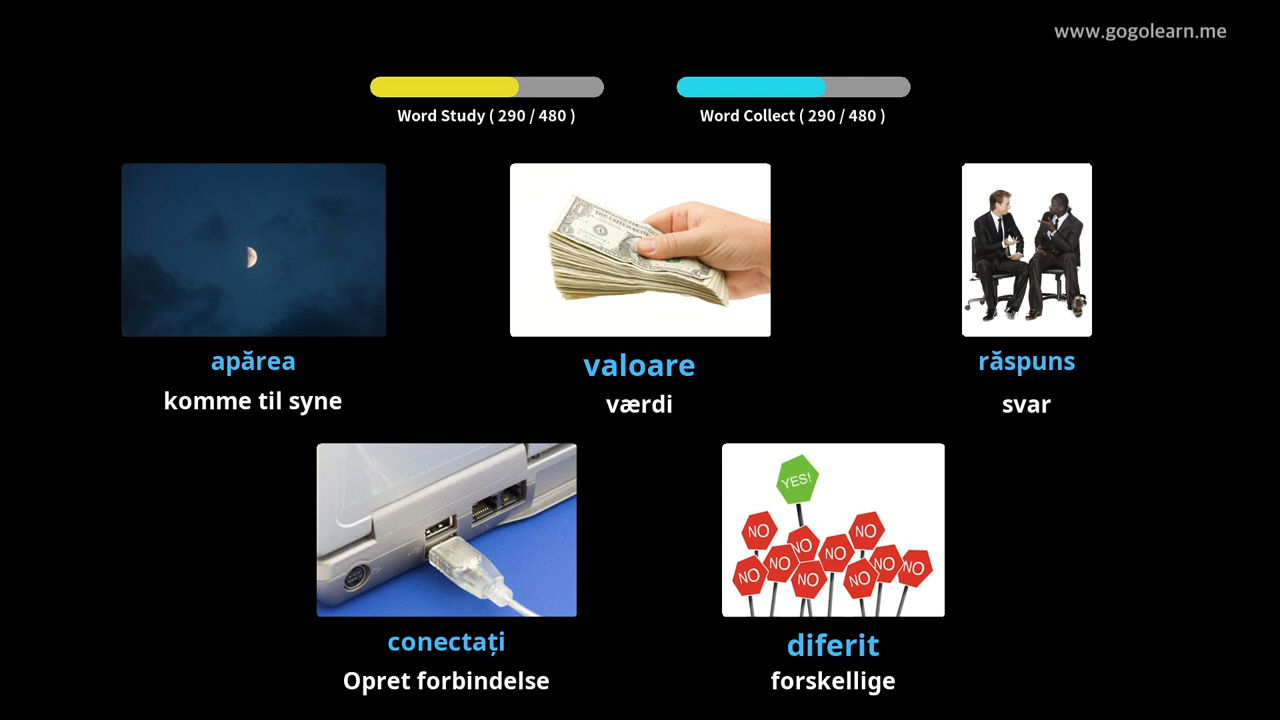 www.gogolearn.me
Word Study ( 290 / 480 )
Word Collect ( 290 / 480 )
apărea
komme til syne
valoare
værdi
răspuns
svar
YES!
NO
NO
NO
NO
NO
NO
NO
NO
NO
NO
conectați
Opret forbindelse
diferit
forskellige